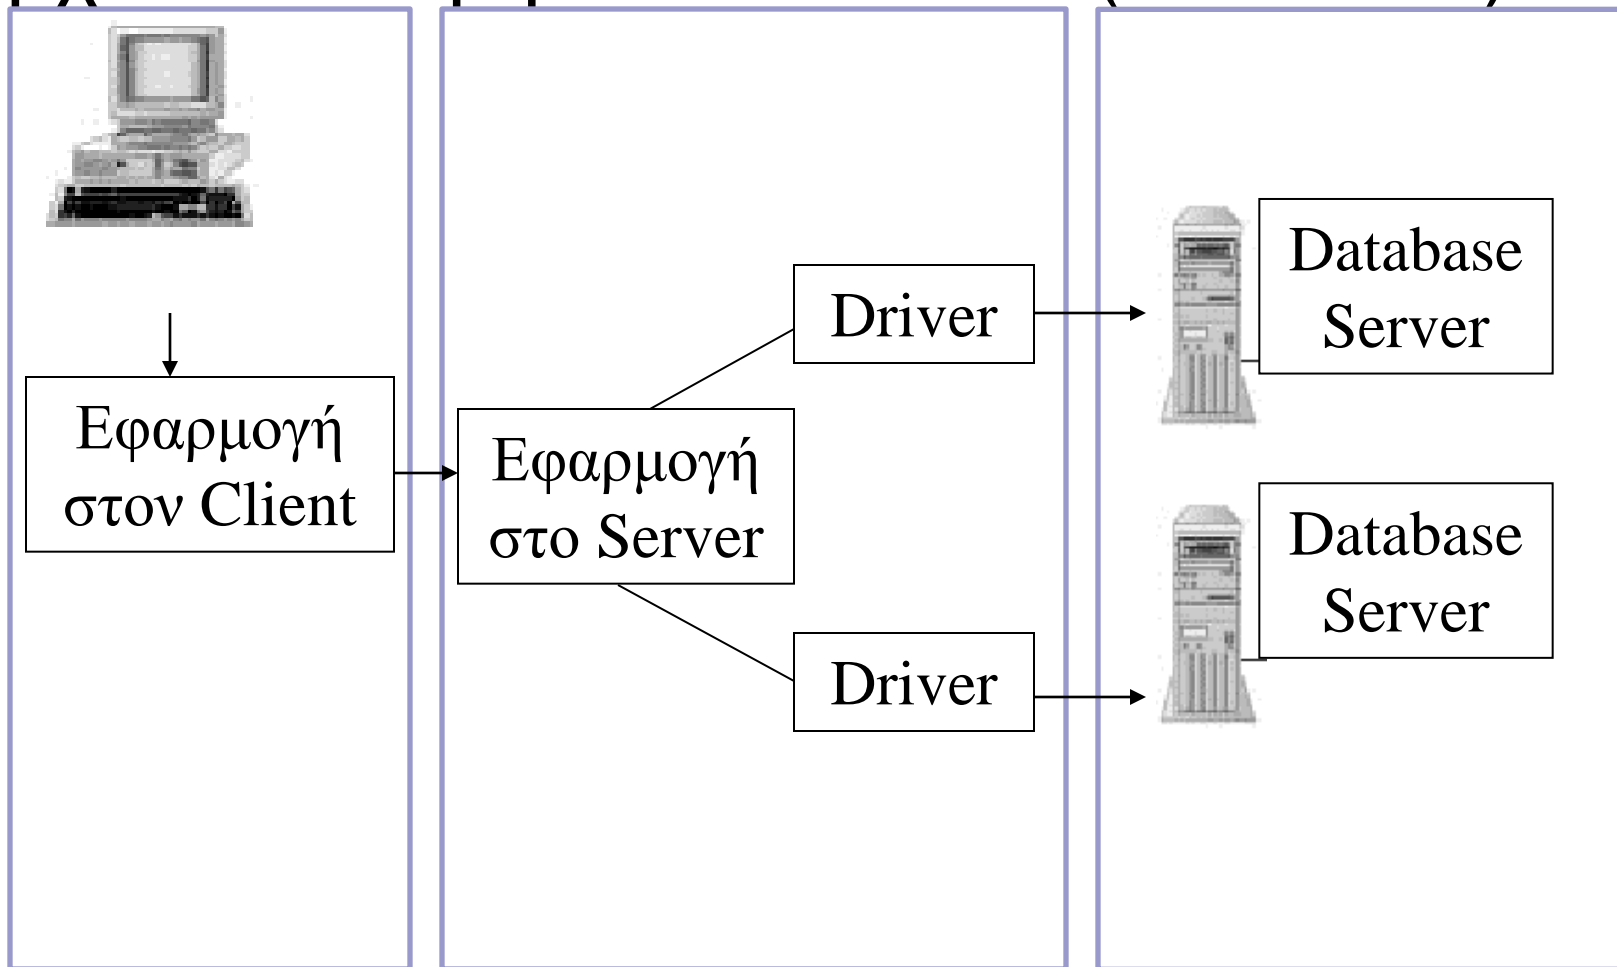 Εφαρμογή
στον Client
Εφαρμογή
στο Server
Driver
Driver
Database
Server
Database
Server